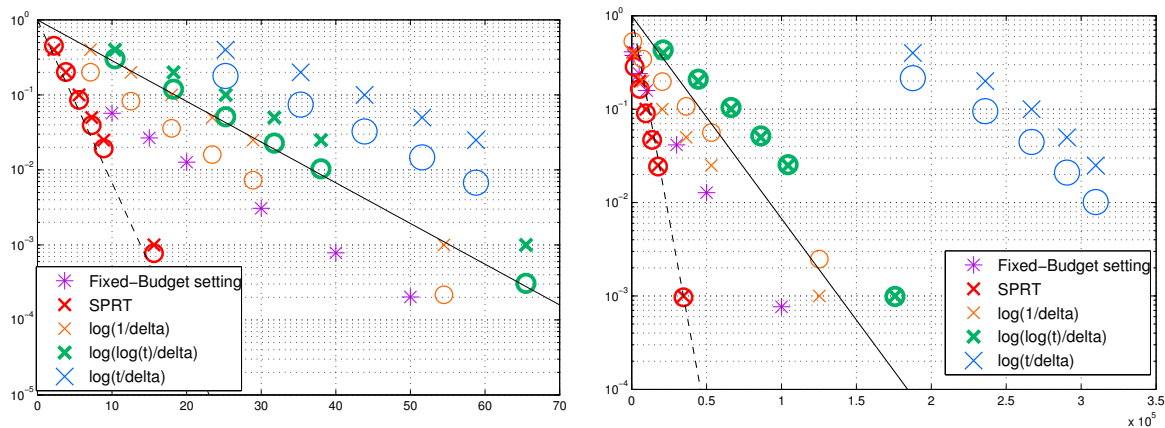 10^0
10^-1
10^-2
10^-3
10^-4
10^-5
0 10 20 30 40 50 60 70
Fixed−Budget setting
SPRT
log(1/delta)
log(log(t)/delta)
log(t/delta)
10^0
10^-1
10^-2
10^-3
10^-4
0 0.5 1 1.5 2 2.5 3 3.5
x 10^5
Fixed−Budget setting
SPRT
log(1/delta)
log(log(t)/delta)
log(t/delta)